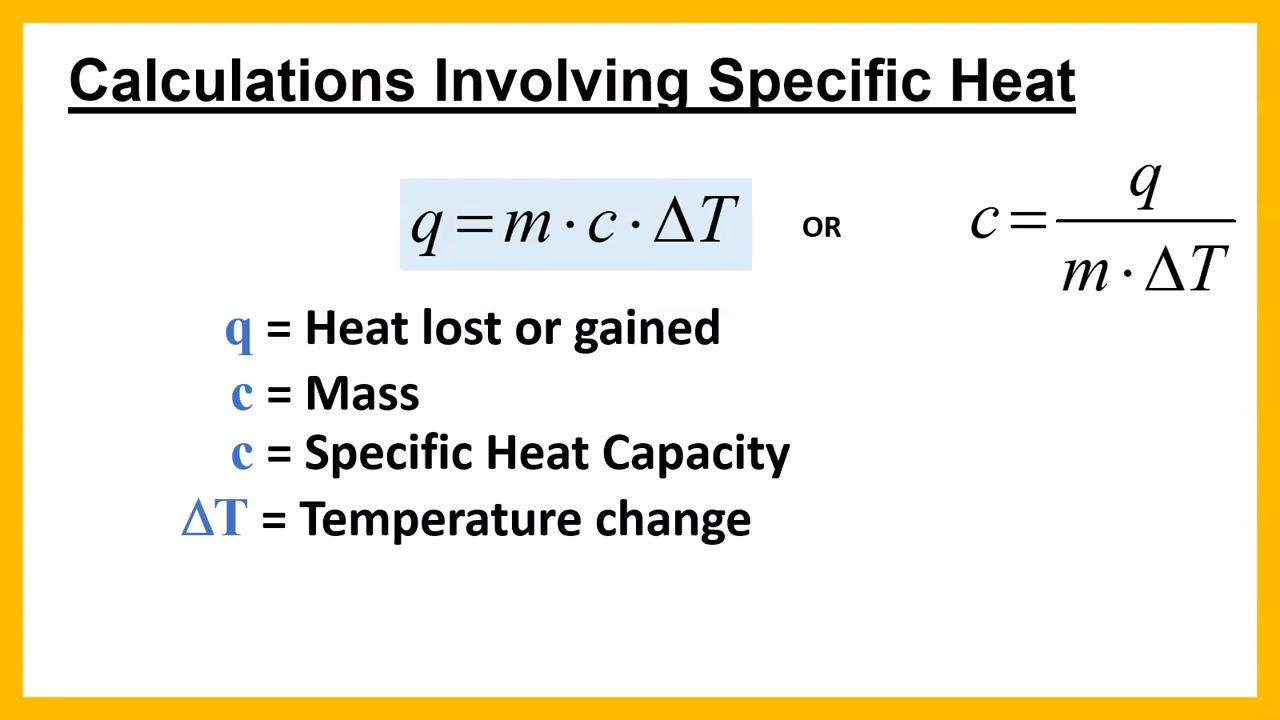 Calculations Involving Specific Heat
q = m · c · ΔT OR c = q / m · ΔT
q = Heat lost or gained
c = Mass
c = Specific Heat Capacity
ΔT = Temperature change